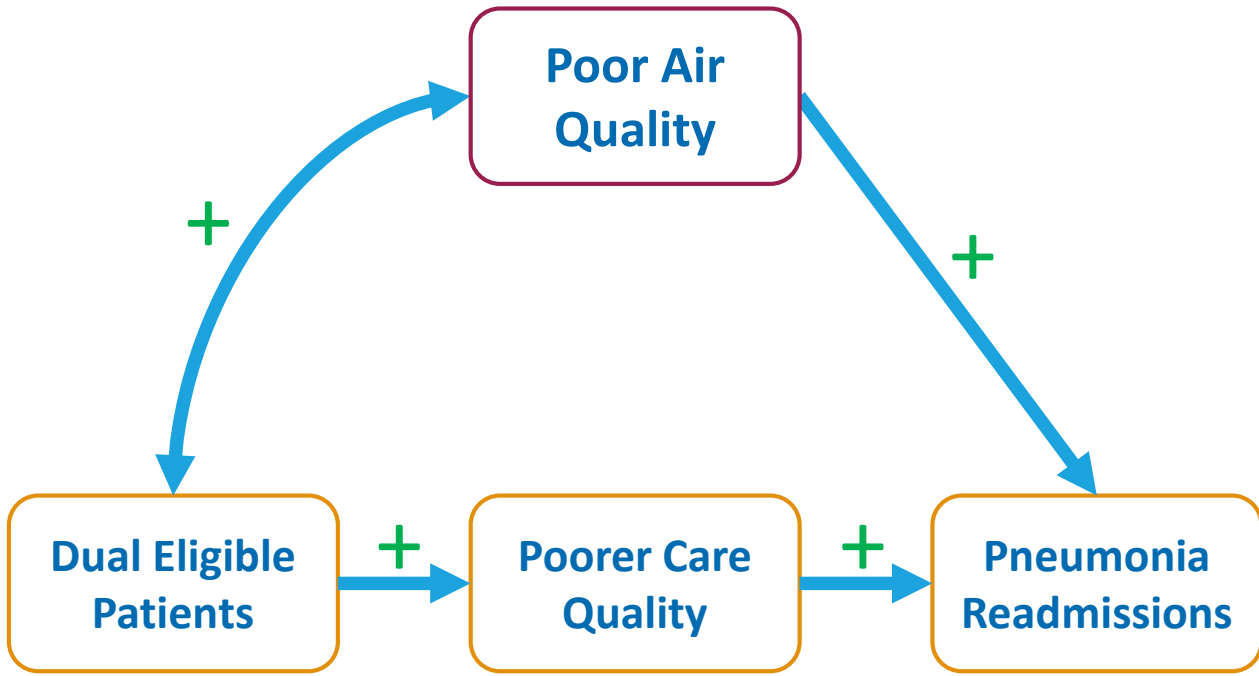 Poor Air
Quality
+
+
Dual Eligible
Patients
+
Poorer Care
Quality
+
Pneumonia
Readmissions